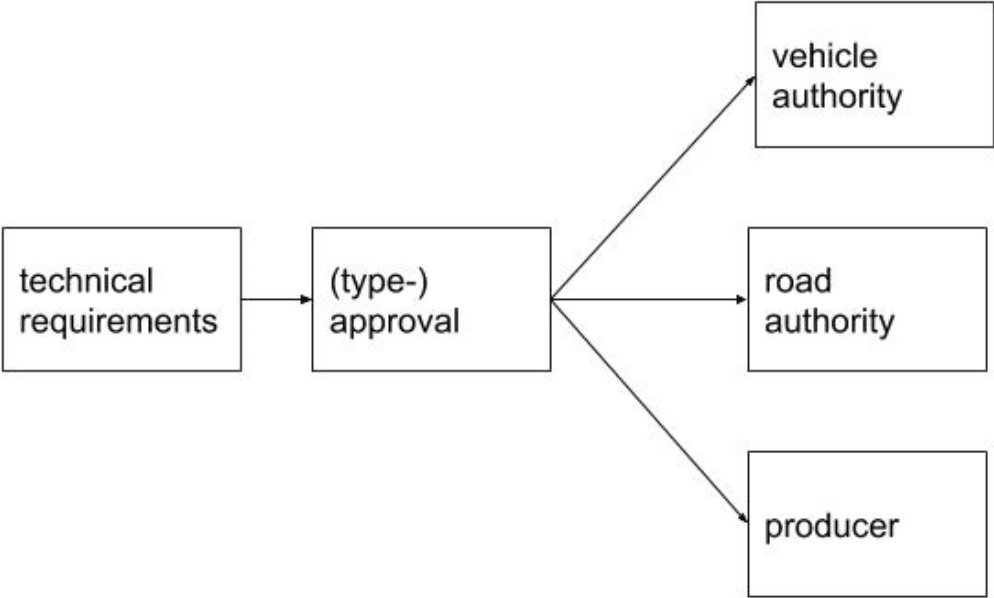 technical
requirements
(type-)
approval
vehicle
authority
road
authority
producer